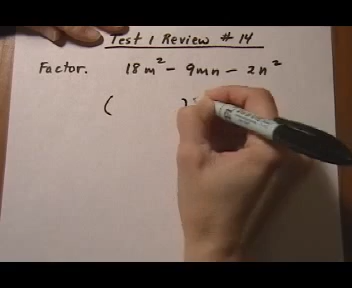 Test 1 Review # 14
Factor. 18m² - 9mn - 2n²
( )